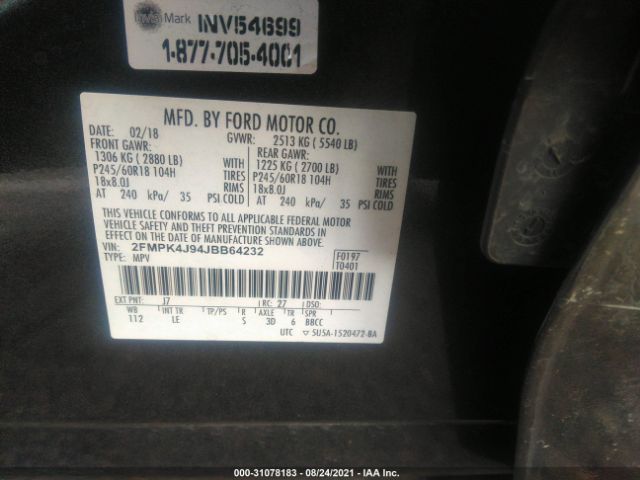 Mark INV54699
1-877-705-4001
MFD. BY FORD MOTOR CO.
DATE: 02/18 GVWR: 2513 KG ( 5540 LB)
FRONT GAWR: REAR GAWR:
1306 KG ( 2880 LB) WITH 1225 KG ( 2700 LB) WITH
P245/60R18 104H TIRES P245/60R18 104H TIRES
18x8.0J RIMS 18x8.0J RIMS
AT 240 kPa/ 35 PSI COLD AT 240 kPa/ 35 PSI COLD
THIS VEHICLE CONFORMS TO ALL APPLICABLE FEDERAL MOTOR
VEHICLE SAFETY AND BUMPER STANDARDS, AND THEFT PREVENTION STANDARDS
IN EFFECT ON THE DATE OF MANUFACTURE SHOWN ABOVE.
VIN: 2FMPK4J94JBB64232 F0197
TYPE: MPV T0401
EXT PNT: J7 RC: 27 DSO:
WB INT TR TP/PS R AXLE TR SPR
112 LE S 3D 6 BBCC
UTC ▽ 5U5A-1520472-BA
000-31078183 - 08/24/2021 - IAA Inc.